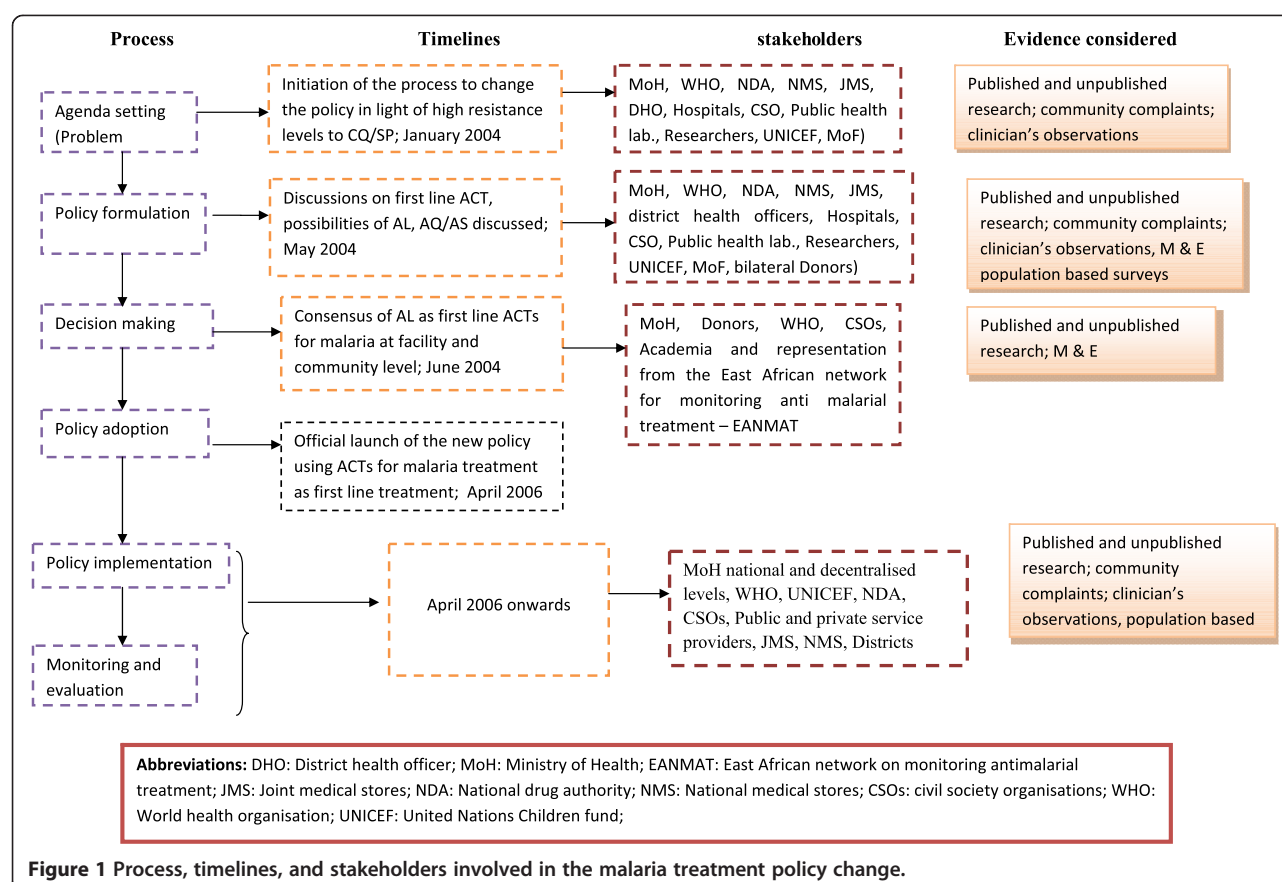 Process Timelines stakeholders Evidence considered
Agenda setting
(Problem
Initiation of the process to change
the policy in light of high resistance
levels to CQ/SP; January 2004
MoH, WHO, NDA, NMS, JMS,
DHO, Hospitals, CSO, Public health
lab., Researchers, UNICEF, MoF)
Published and unpublished
research; community complaints;
clinician's observations
Policy formulation
Discussions on first line ACT,
possibilities of AL, AQ/AS discussed;
May 2004
MoH, WHO, NDA, NMS, JMS,
district health officers, Hospitals,
CSO, Public health lab., Researchers,
UNICEF, MoF, bilateral Donors)
Published and unpublished
research; community complaints;
clinician's observations, M & E
population based surveys
Decision making
Consensus of AL as first line ACTs
for malaria at facility and
community level; June 2004
MoH, Donors, WHO, CSOs,
Academia and representation
from the East African network
for monitoring anti malarial
treatment – EANMAT
Published and unpublished
research; M & E
Policy adoption
Official launch of the new policy
using ACTs for malaria treatment
as first line treatment; April 2006
Policy implementation
Monitoring and
evaluation
April 2006 onwards
MoH national and decentralised
levels, WHO, UNICEF, NDA,
CSOs, Public and private service
providers, JMS, NMS, Districts
Published and unpublished
research; community
complaints; clinician's
observations, population based
Abbreviations: DHO: District health officer; MoH: Ministry of Health; EANMAT: East African network on monitoring antimalarial
treatment; JMS: Joint medical stores; NDA: National drug authority; NMS: National medical stores; CSOs: civil society organisations; WHO:
World health organisation; UNICEF: United Nations Children fund;
Figure 1 Process, timelines, and stakeholders involved in the malaria treatment policy change.